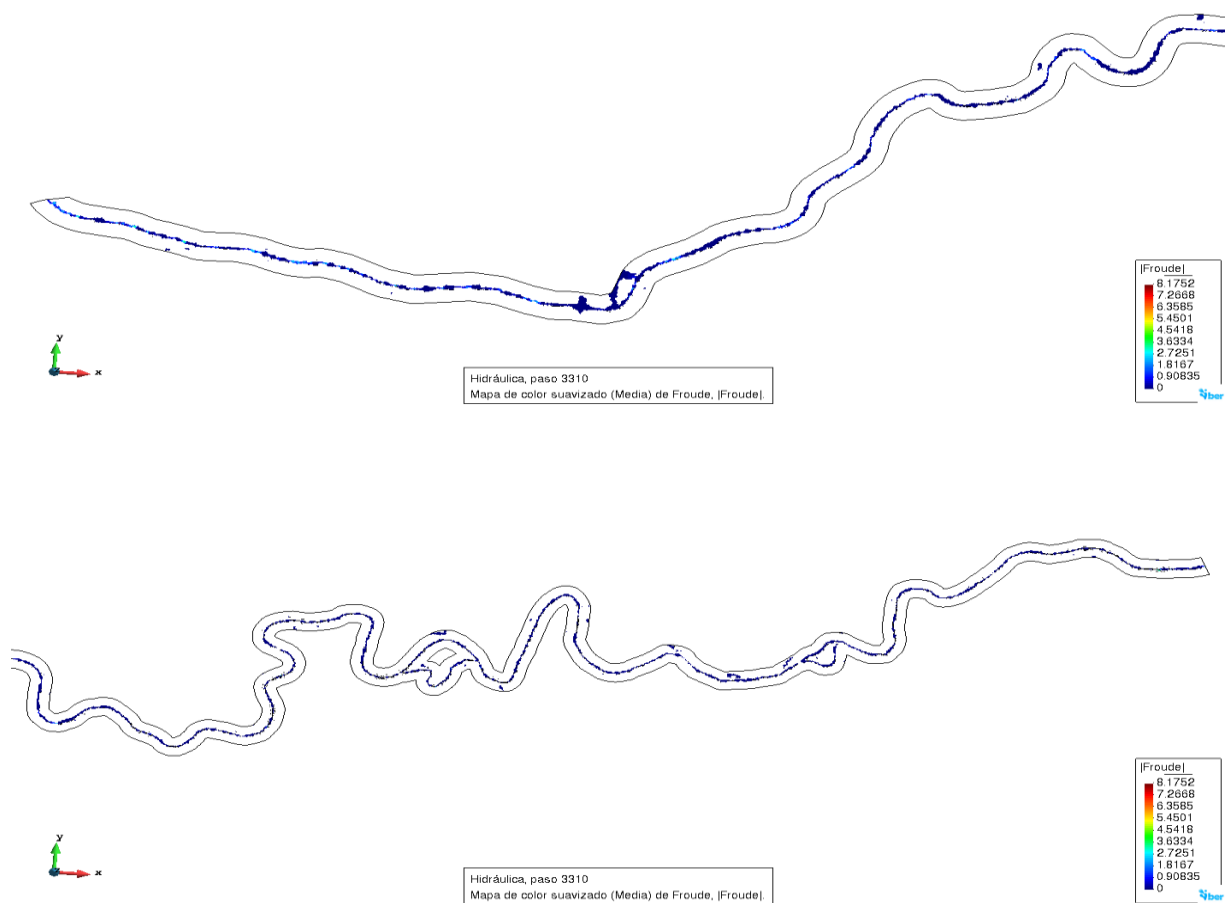 |Froude|
8.1752
7.2668
6.3585
5.4501
4.5418
3.6334
2.7251
1.8167
0.90835
0
iber
y
x
Hidráulica, paso 3310
Mapa de color suavizado (Media) de Froude, |Froude|.
|Froude|
8.1752
7.2668
6.3585
5.4501
4.5418
3.6334
2.7251
1.8167
0.90835
0
iber
y
x
Hidráulica, paso 3310
Mapa de color suavizado (Media) de Froude, |Froude|.